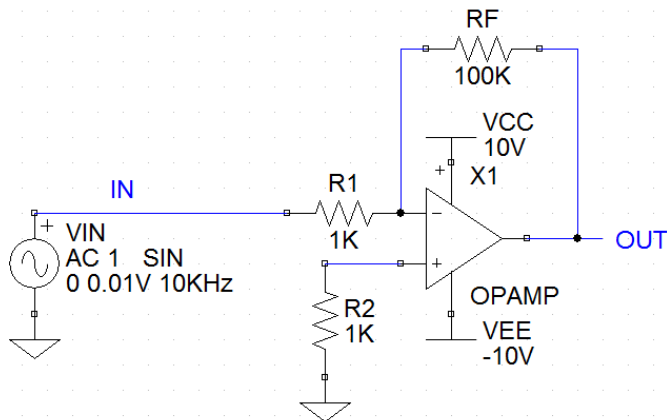 RF
100K
VCC
10V
+
X1
IN
R1
1K
−
+
VIN
AC 1 SIN
0 0.01V 10KHz
+
OUT
R2
1K
OPAMP
VEE
-10V